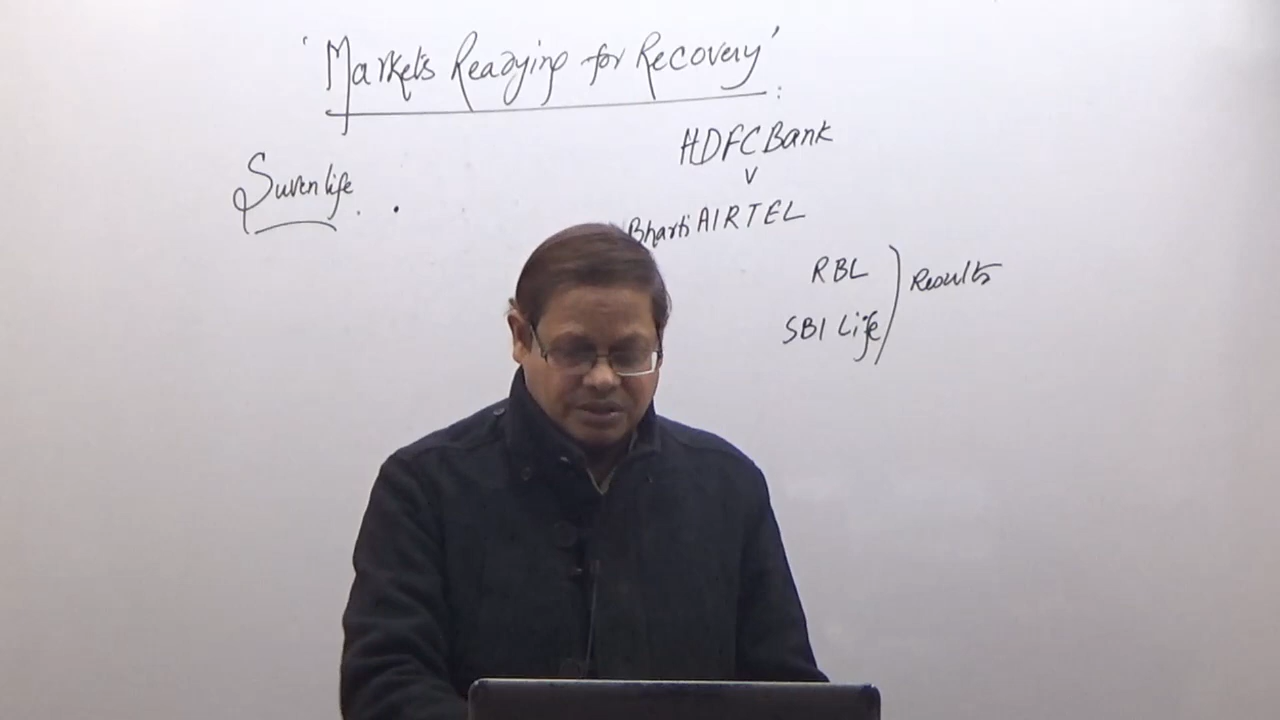 'Markets Readying for Recovery':
HDFC Bank
v
Suven life.
Bharti AIRTEL
RBL
SBI Life
Results